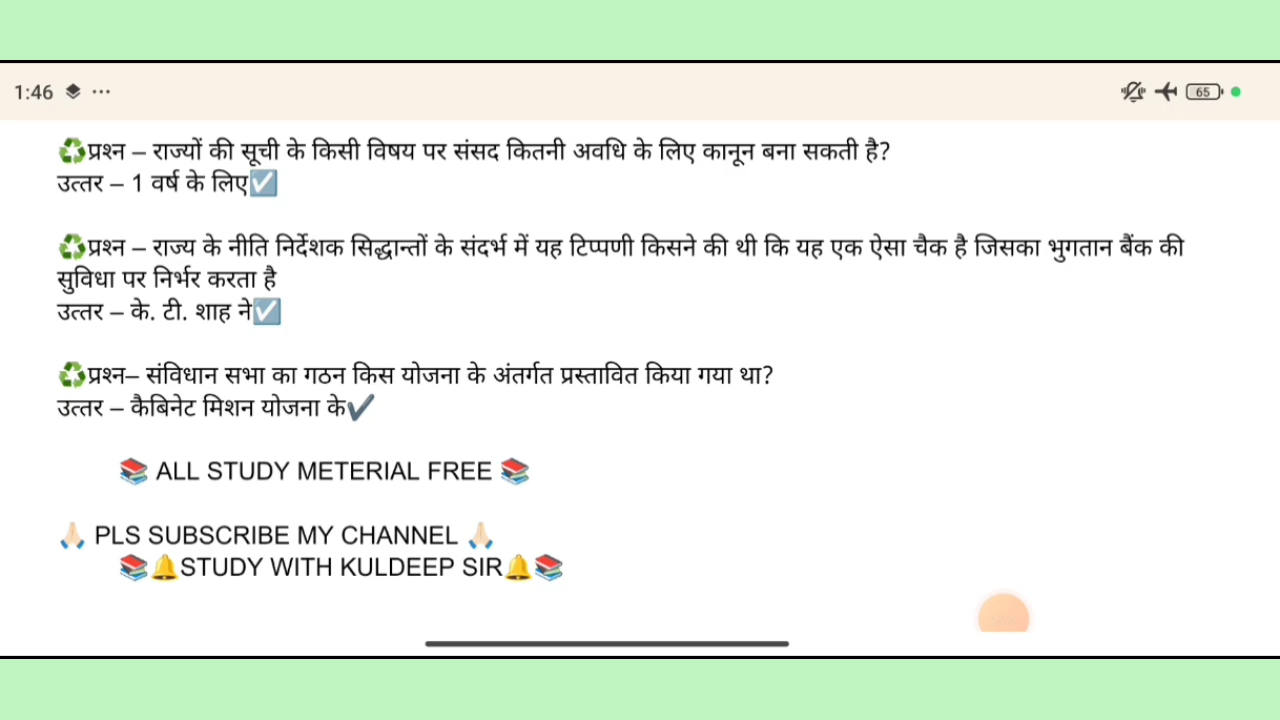 1:46
65
♻️प्रश्न – राज्यों की सूची के किसी विषय पर संसद कितनी अवधि के लिए कानून बना सकती है?
उत्तर – 1 वर्ष के लिए☑️
♻️प्रश्न – राज्य के नीति निर्देशक सिद्धान्तों के संदर्भ में यह टिप्पणी किसने की थी कि यह एक ऐसा चैक है जिसका भुगतान बैंक की
सुविधा पर निर्भर करता है
उत्तर – के. टी. शाह ने☑️
♻️प्रश्न– संविधान सभा का गठन किस योजना के अंतर्गत प्रस्तावित किया गया था?
उत्तर – कैबिनेट मिशन योजना के✔️
📚 ALL STUDY METERIAL FREE 📚
🙏🏻 PLS SUBSCRIBE MY CHANNEL 🙏🏻
📚🔔STUDY WITH KULDEEP SIR🔔📚